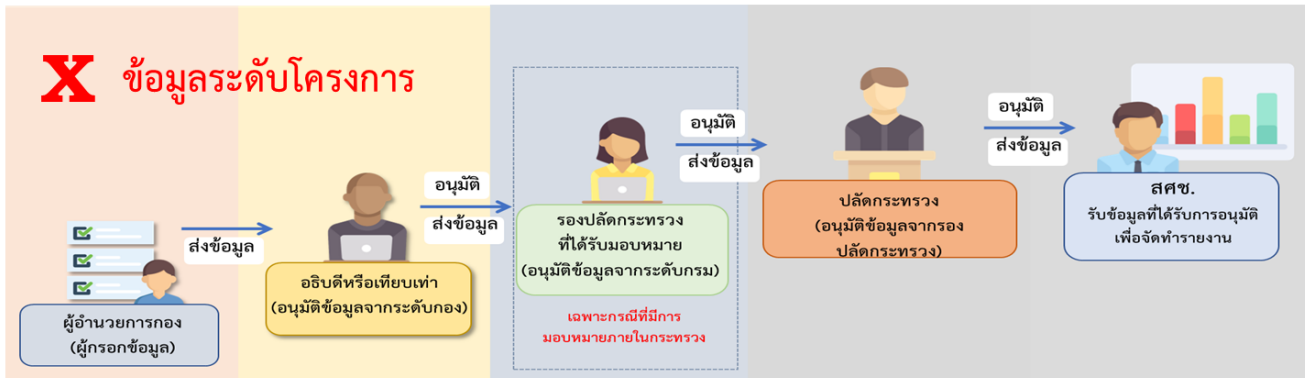 X ข้อมูลระดับโครงการ
ส่งข้อมูล
ผู้อำนวยการกอง
(ผู้กรอกข้อมูล)
อนุมัติ
ส่งข้อมูล
อธิบดีหรือเทียบเท่า
(อนุมัติข้อมูลจากระดับกอง)
อนุมัติ
ส่งข้อมูล
รองปลัดกระทรวง
ที่ได้รับมอบหมาย
(อนุมัติข้อมูลจากระดับกรม)
เฉพาะกรณีที่มีการ
มอบหมายภายในกระทรวง
อนุมัติ
ส่งข้อมูล
ปลัดกระทรวง
(อนุมัติข้อมูลจากรอง
ปลัดกระทรวง)
สศช.
รับข้อมูลที่ได้รับการอนุมัติ
เพื่อจัดทำรายงาน